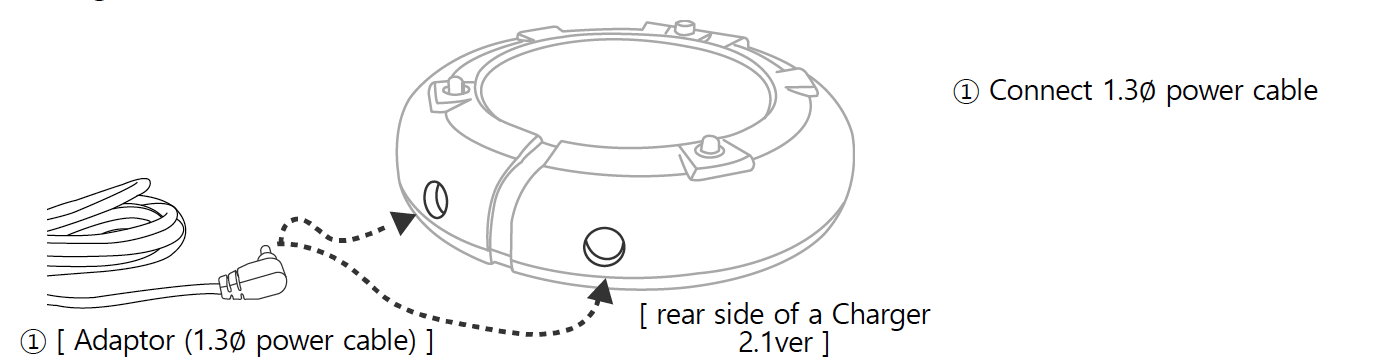 ① Connect 1.3Ø power cable
[ rear side of a Charger
2.1ver ]
① [ Adaptor (1.3Ø power cable) ]